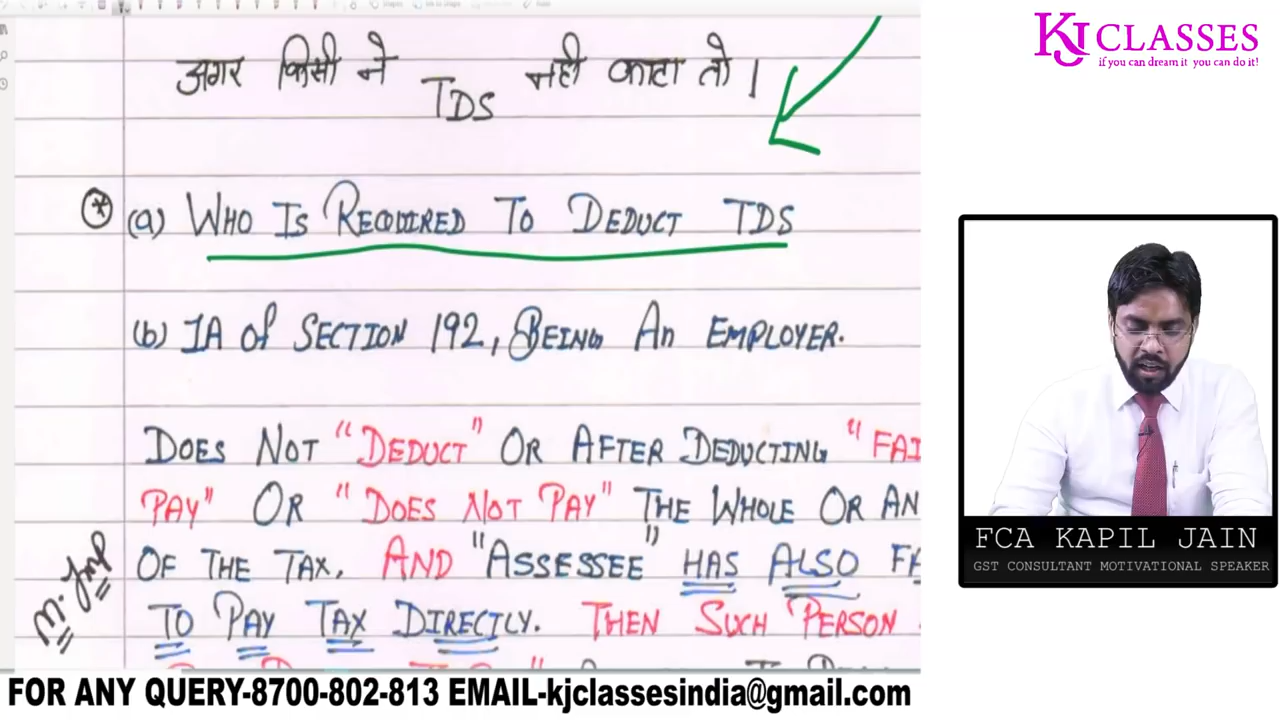 KJ CLASSES
if you can dream it you can do it!
अगर किसी ने TDS नही काटा तो।
(a) WHO IS REQUIRED TO DEDUCT TDS
(b) 1A of SECTION 192, BEING An EMPLOYER.
DOES NOT "DEDUCT" OR AFTER DEDUCTING "FAI
PAY" OR "DOES NOT PAY" THE WHOLE OR AN
OF THE TAX, AND "ASSESSEE" HAS ALSO FA
M. Imp
TO PAY TAX DIRECTLY. THEN SUCH PERSON
FCA KAPIL JAIN
GST CONSULTANT MOTIVATIONAL SPEAKER
FOR ANY QUERY-8700-802-813 EMAIL-kjclassesindia@gmail.com